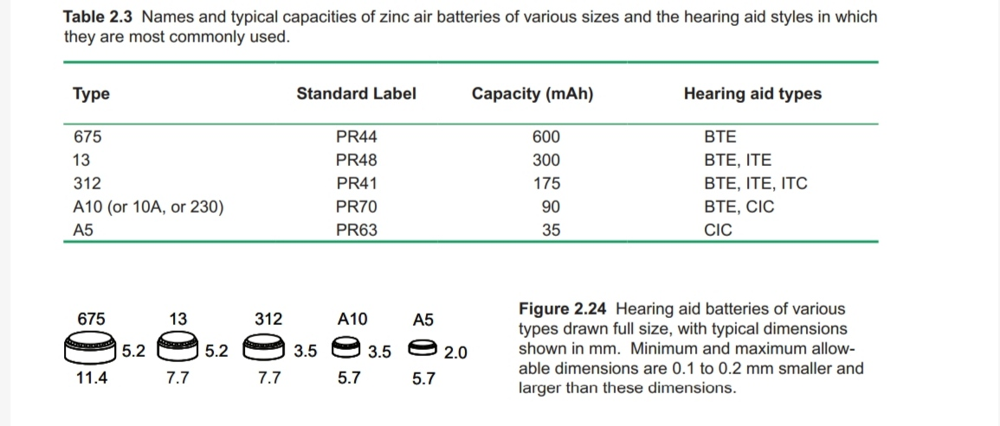 Table 2.3 Names and typical capacities of zinc air batteries of various sizes and the hearing aid styles in which
they are most commonly used.
Type Standard Label Capacity (mAh) Hearing aid types
675 PR44 600 BTE
13 PR48 300 BTE, ITE
312 PR41 175 BTE, ITE, ITC
A10 (or 10A, or 230) PR70 90 BTE, CIC
A5 PR63 35 CIC
675 13 312 A10 A5
5.2 5.2 3.5 3.5 2.0
11.4 7.7 7.7 5.7 5.7
Figure 2.24 Hearing aid batteries of various
types drawn full size, with typical dimensions
shown in mm. Minimum and maximum allow-
able dimensions are 0.1 to 0.2 mm smaller and
larger than these dimensions.